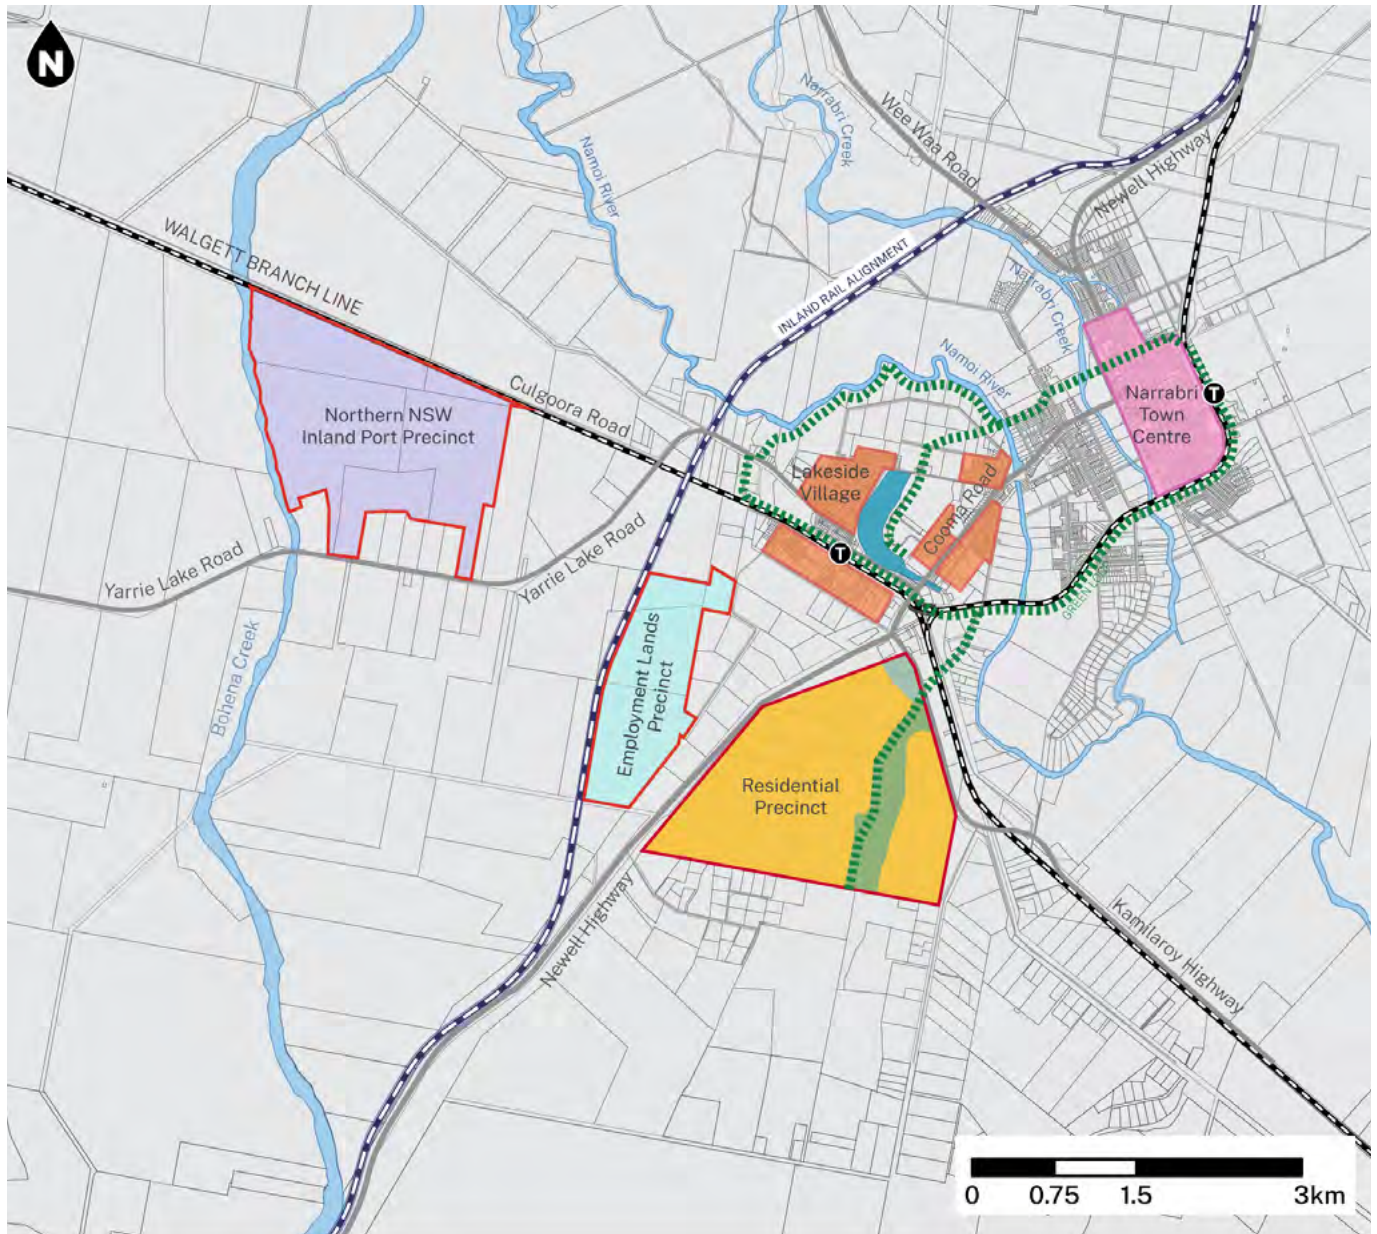 N
Narrabri
Creek
Wee Waa Road
Namoi River
Newell Highway
WALGETT BRANCH LINE
INLAND RAIL ALIGNMENT
Narrabri Creek
Namoi River
Culgoora Road
Northern NSW
Inland Port Precinct
Narrabri
Town
Centre
T
Lakeside
Village
Cooma Road
T
Yarrie Lake Road
Yarrie Lake Road
Bohena Creek
Employment Lands
Precinct
Residential
Precinct
Newell Highway
Kamilaroy Highway
0 0.75 1.5 3km